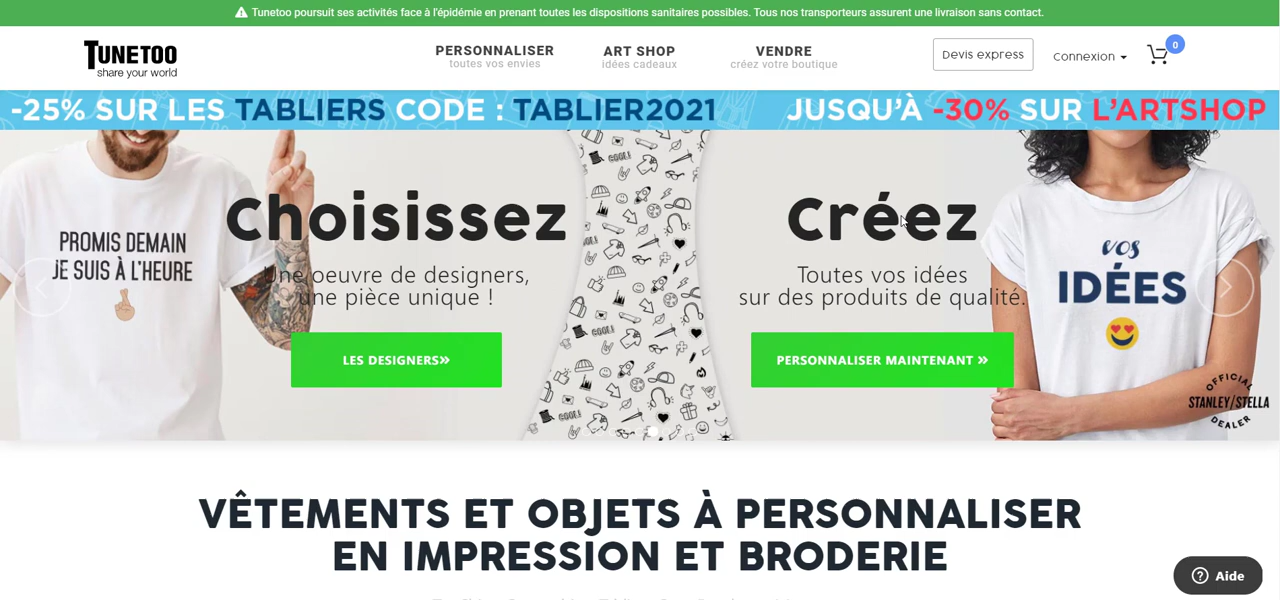 Tunetoo poursuit ses activités face à l'épidémie en prenant toutes les dispositions sanitaires possibles. Tous nos transporteurs assurent une livraison sans contact.
TUNETOO
share your world
PERSONNALISER
toutes vos envies
ART SHOP
idées cadeaux
VENDRE
créez votre boutique
Devis express
Connexion
0
-25% SUR LES TABLIERS CODE : TABLIER2021
JUSQU'À -30% SUR L'ARTSHOP
PROMIS DEMAIN
JE SUIS À L'HEURE
Choisissez
Une oeuvre de designers,
une pièce unique !
LES DESIGNERS»
COOL!
COOL!
COOL!
COOL!
Créez
Toutes vos idées
sur des produits de qualité.
PERSONNALISER MAINTENANT »
vos
IDÉES
OFFICIAL
STANLEY/STELLA
DEALER
VÊTEMENTS ET OBJETS À PERSONNALISER
EN IMPRESSION ET BRODERIE
Aide